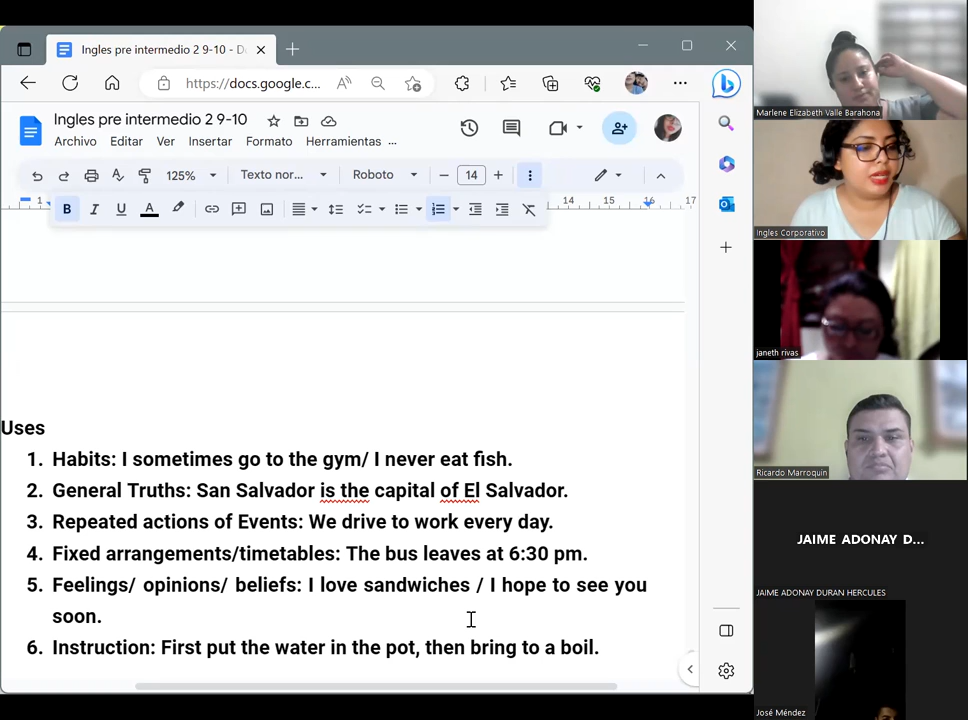 Ingles pre intermedio 2 9-10 - D
https://docs.google.c...
Ingles pre intermedio 2 9-10
Archivo Editar Ver Insertar Formato Herramientas ...
125% Texto nor... Roboto 14
1 14 15 16 17
Uses
1. Habits: I sometimes go to the gym/ I never eat fish.
2. General Truths: San Salvador is the capital of El Salvador.
3. Repeated actions of Events: We drive to work every day.
4. Fixed arrangements/timetables: The bus leaves at 6:30 pm.
5. Feelings/ opinions/ beliefs: I love sandwiches / I hope to see you
soon.
6. Instruction: First put the water in the pot, then bring to a boil.
Marlene Elizabeth Valle Barahona
Ingles Corporativo
janeth rivas
Ricardo Marroquin
JAIME ADONAY D...
JAIME ADONAY DURAN HERCULES
José Méndez